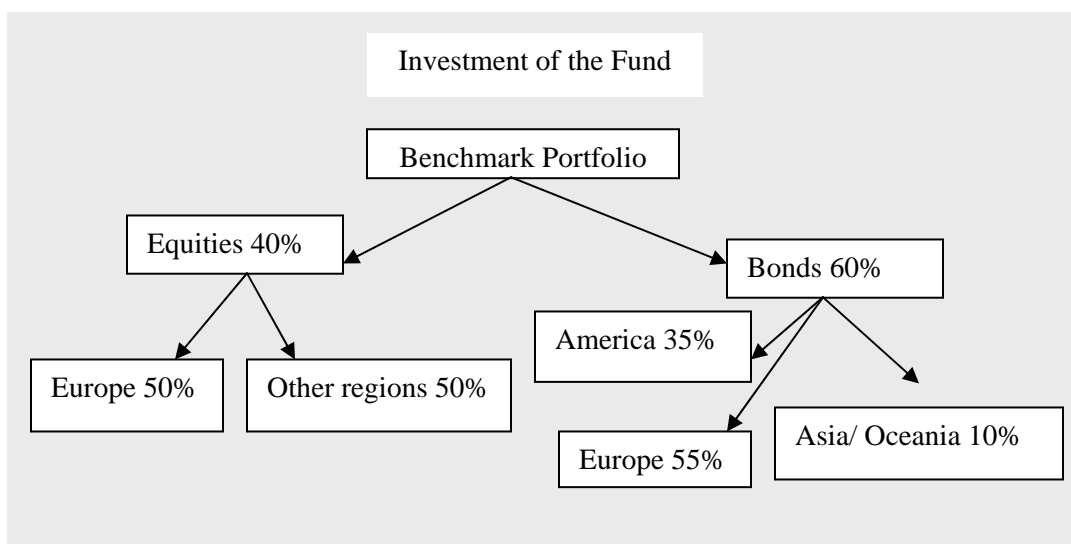 Investment of the Fund
Benchmark Portfolio
Equities 40%
Bonds 60%
America 35%
Europe 50%
Other regions 50%
Europe 55%
Asia/ Oceania 10%